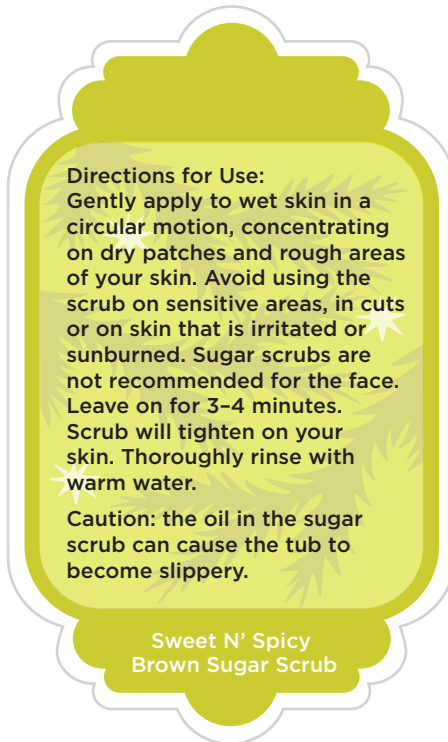 Directions for Use:
Gently apply to wet skin in a
circular motion, concentrating
on dry patches and rough areas
of your skin. Avoid using the
scrub on sensitive areas, in cuts
or on skin that is irritated or
sunburned. Sugar scrubs are
not recommended for the face.
Leave on for 3–4 minutes.
Scrub will tighten on your
skin. Thoroughly rinse with
warm water.
Caution: the oil in the sugar
scrub can cause the tub to
become slippery.
Sweet N’ Spicy
Brown Sugar Scrub